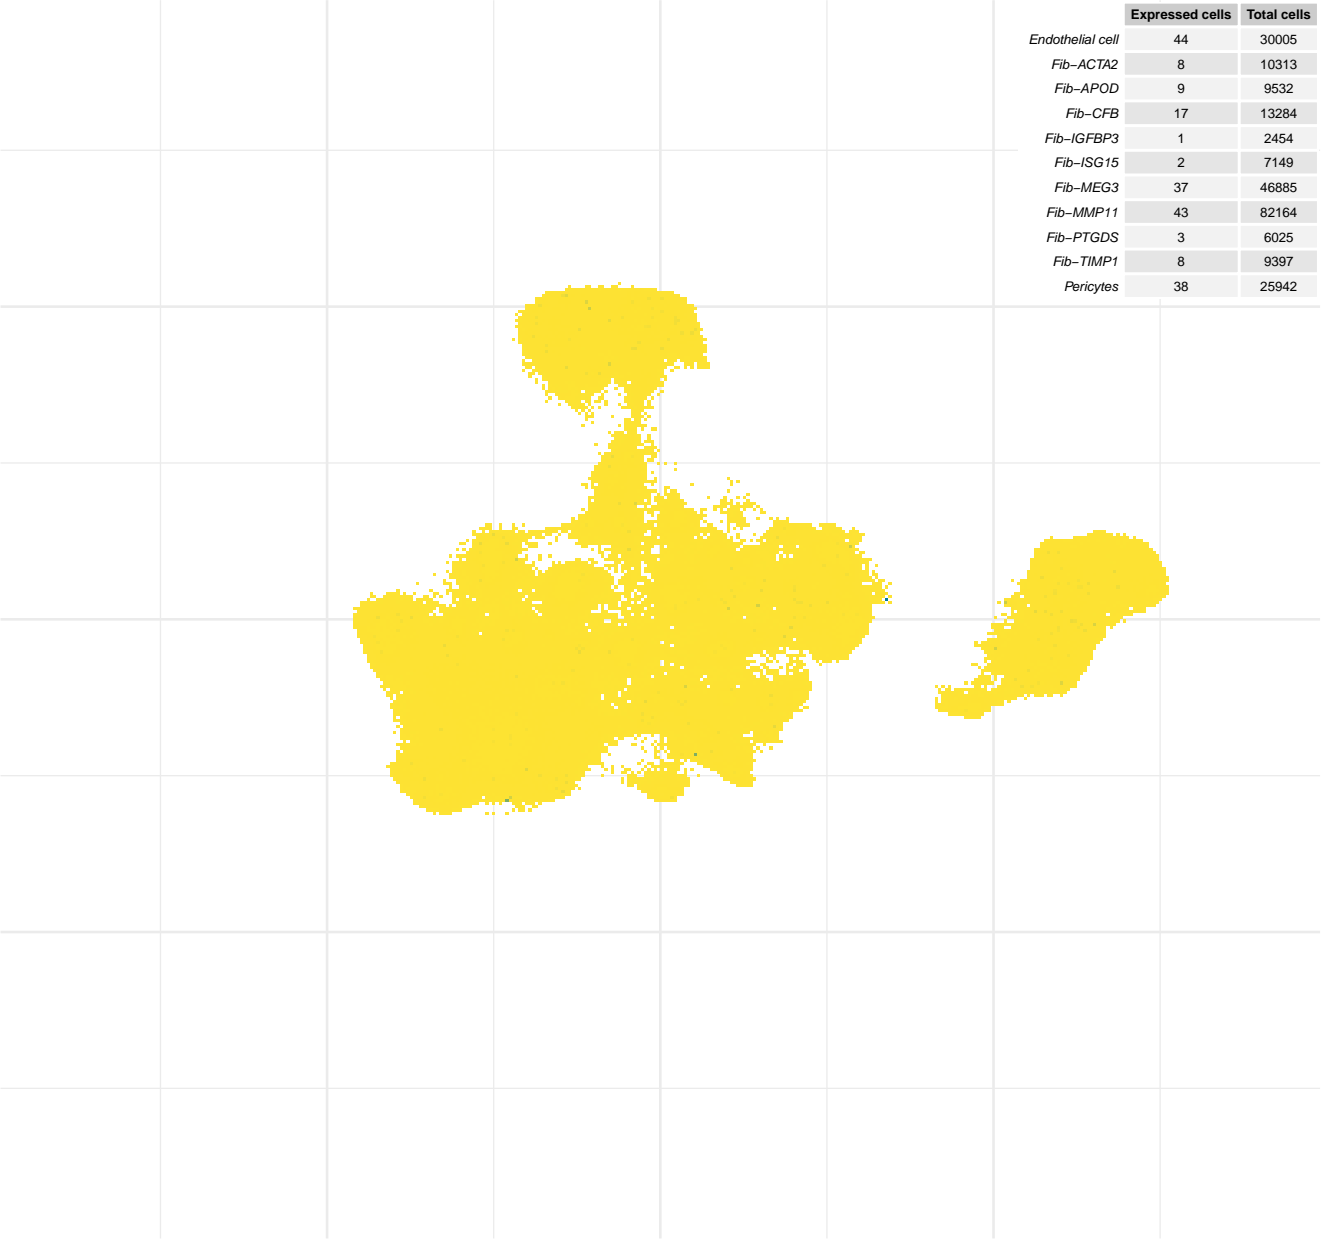 Expressed cells Total cells
Endothelial cell 44 30005
Fib−ACTA2 8 10313
Fib−APOD 9 9532
Fib−CFB 17 13284
Fib−IGFBP3 1 2454
Fib−ISG15 2 7149
Fib−MEG3 37 46885
Fib−MMP11 43 82164
Fib−PTGDS 3 6025
Fib−TIMP1 8 9397
Pericytes 38 25942